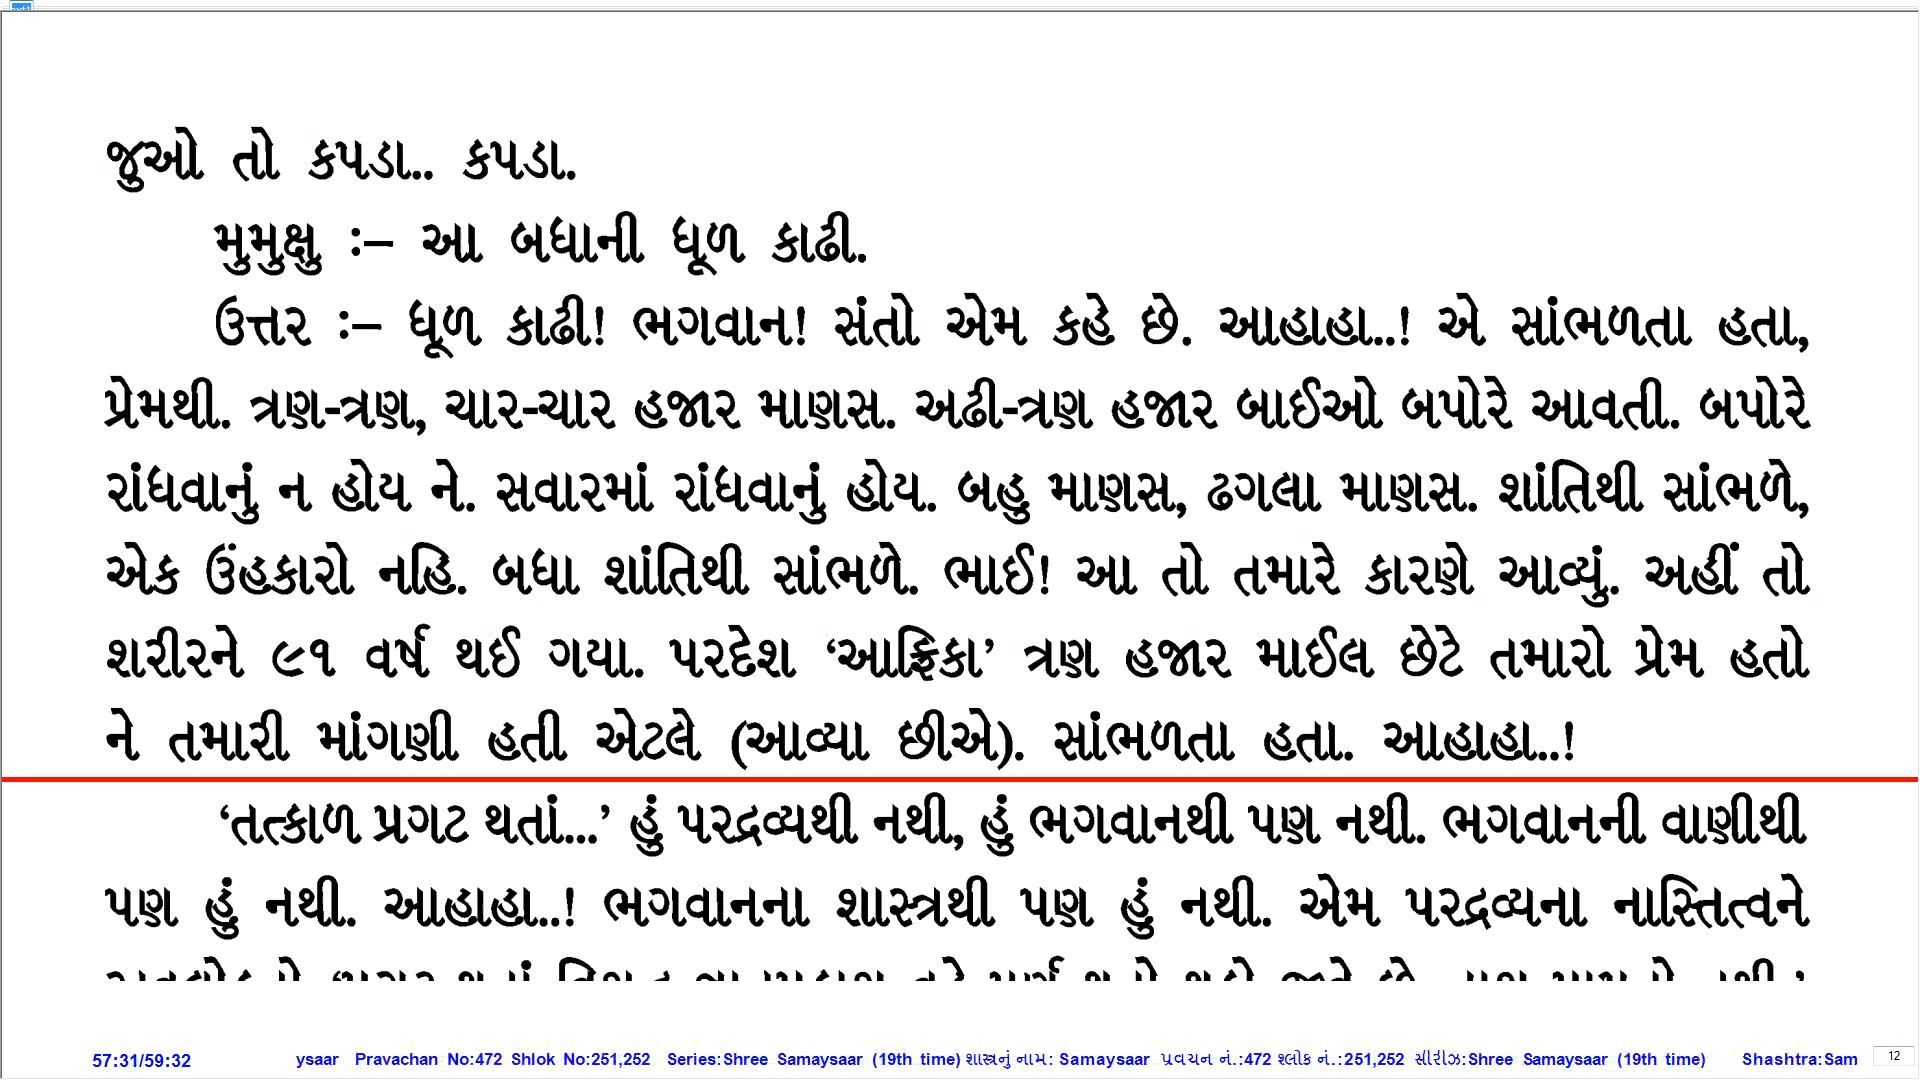 જુઓ તો કપડા.. કપડા.
મુમુક્ષુ ઃ– આ બધાની ધૂળ કાઢી.
ઉત્તર ઃ– ધૂળ કાઢી! ભગવાન! સંતો એમ કહે છે. આહાહા..! એ સાંભળતા હતા,
પ્રેમથી. ત્રણ-ત્રણ, ચાર-ચાર હજાર માણસ. અઢી-ત્રણ હજાર બાઈઓ બપોરે આવતી. બપોરે
રાંધવાનું ન હોય ને. સવારમાં રાંધવાનું હોય. બહુ માણસ, ઢગલા માણસ. શાંતિથી સાંભળે,
એક ઉંહકારો નહિ. બધા શાંતિથી સાંભળે. ભાઈ! આ તો તમારે કારણે આવ્યું. અહીં તો
શરીરને ૯૧ વર્ષ થઈ ગયા. પરદેશ ‘આફ્રિકા’ ત્રણ હજાર માઈલ છેટે તમારો પ્રેમ હતો
ને તમારી માંગણી હતી એટલે (આવ્યા છીએ). સાંભળતા હતા. આહાહા..!
‘તત્કાળ પ્રગટ થતાં...’ હું પરદ્રવ્યથી નથી, હું ભગવાનથી પણ નથી. ભગવાનની વાણીથી
પણ હું નથી. આહાહા..! ભગવાનના શાસ્ત્રથી પણ હું નથી. એમ પરદ્રવ્યના નાસ્તિત્વને
57:31/59:32 ysaar Pravachan No:472 Shlok No:251,252 Series:Shree Samaysaar (19th time) શાસ્ત્રનું નામ: Samaysaar પ્રવચન નં.:472 શ્લોક નં.:251,252 સીરીઝ:Shree Samaysaar (19th time) Shashtra:Sam 12